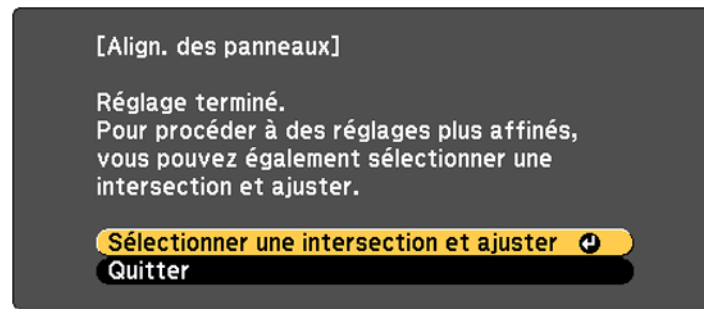 [Align. des panneaux]
Réglage terminé.
Pour procéder à des réglages plus affinés,
vous pouvez également sélectionner une
intersection et ajuster.
Sélectionner une intersection et ajuster
Quitter